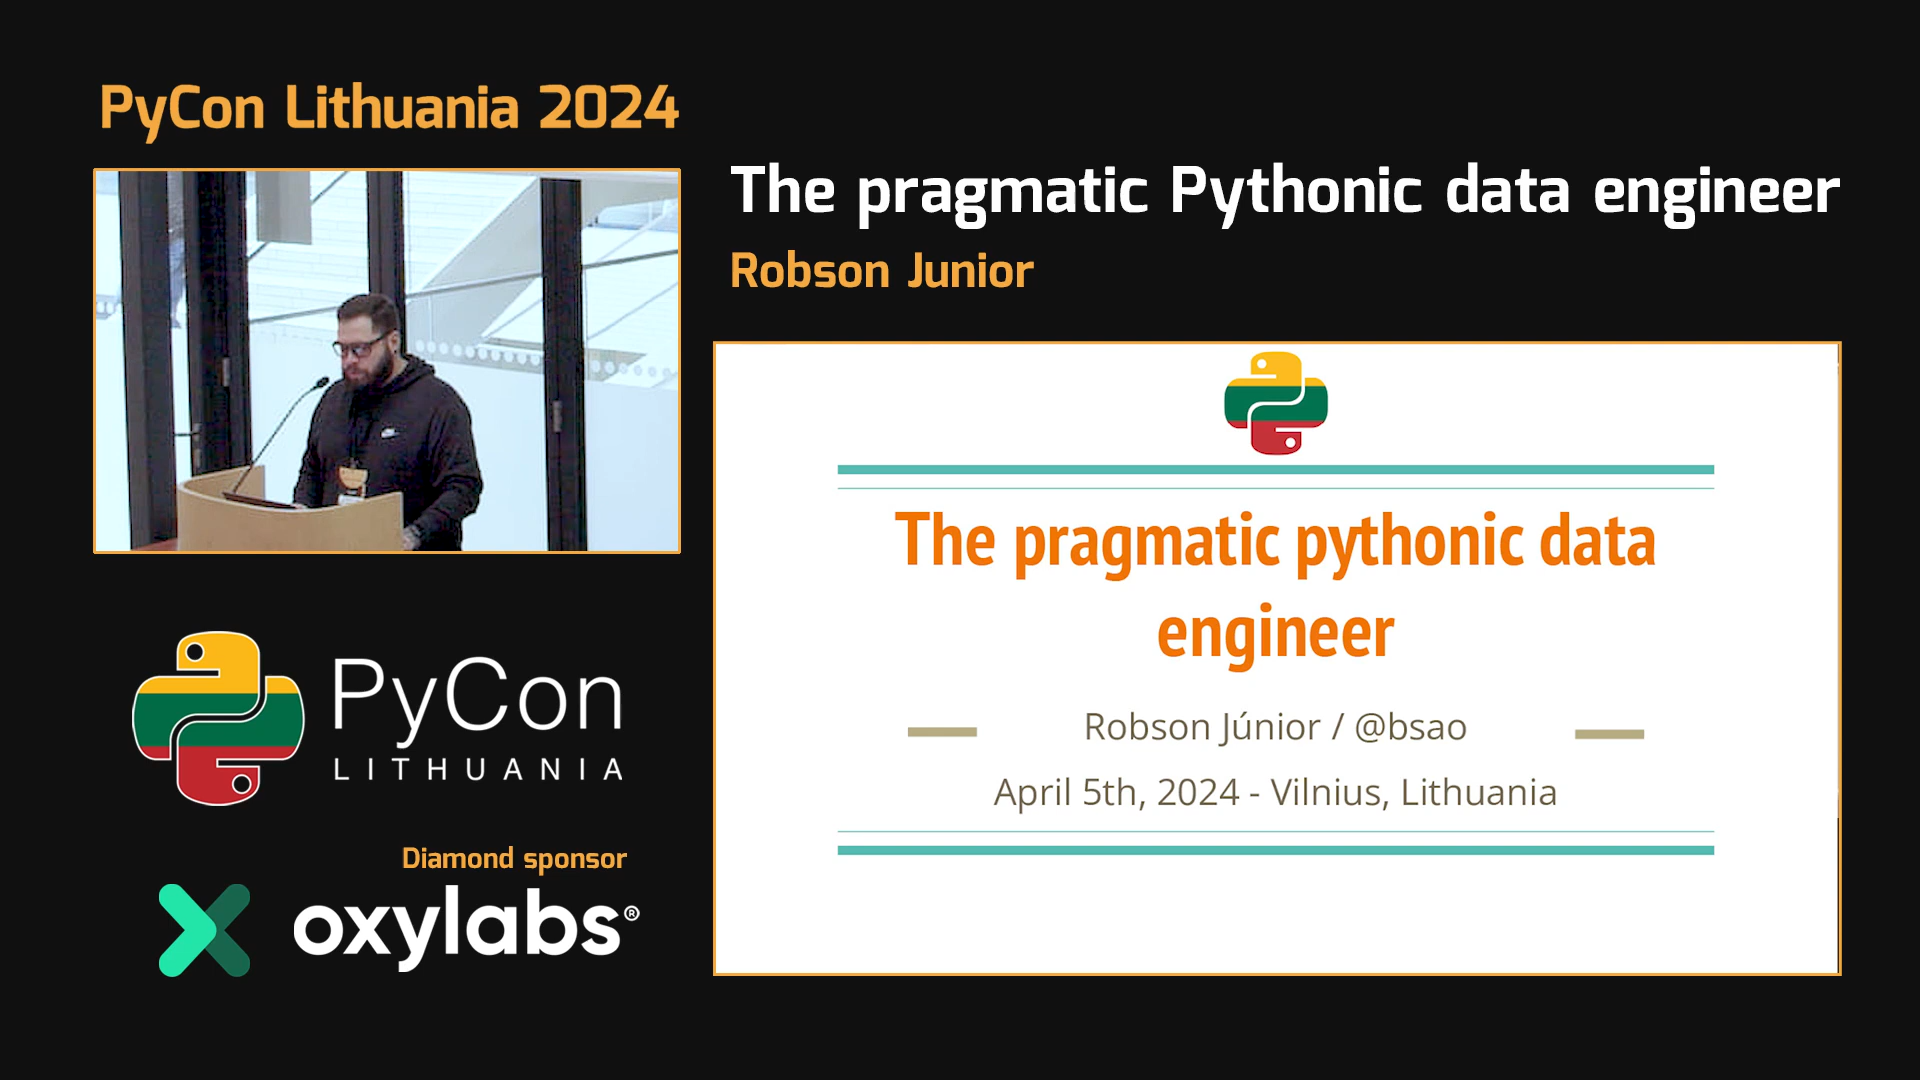 PyCon Lithuania 2024
The pragmatic Pythonic data engineer
Robson Junior
The pragmatic pythonic data
engineer
Robson Júnior / @bsao
April 5th, 2024 - Vilnius, Lithuania
PyCon
LITHUANIA
Diamond sponsor
oxylabs®